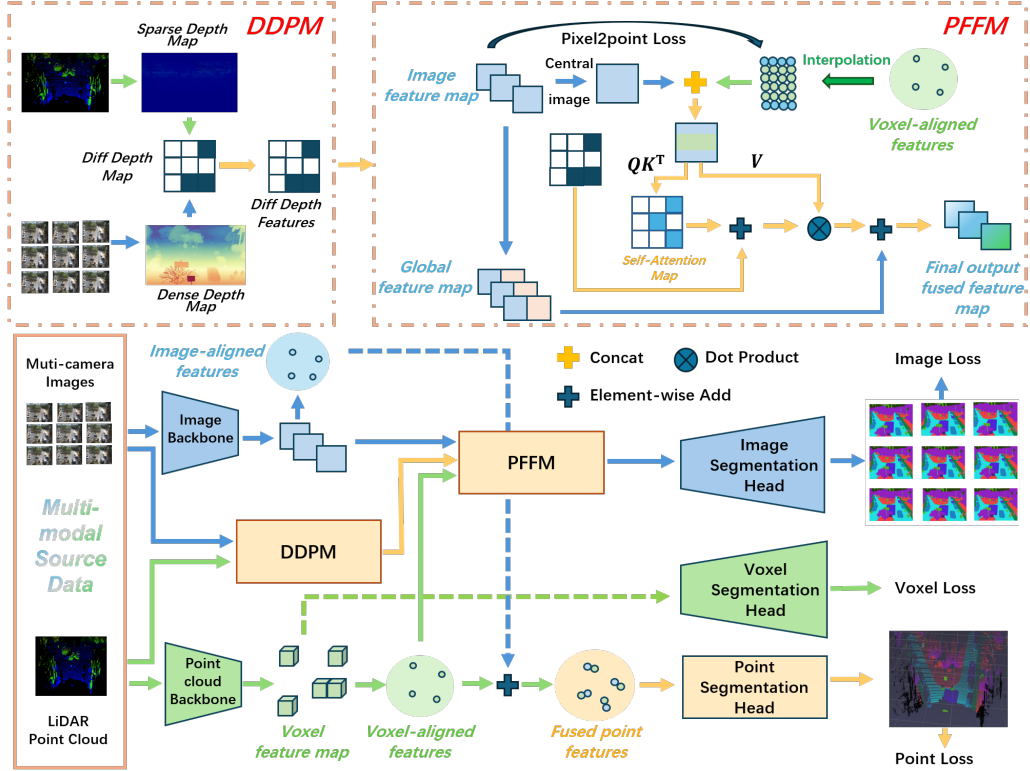 DDPM
Sparse Depth
Map
Diff Depth
Map
Diff Depth
Features
Dense Depth
Map
PFFM
Pixel2point Loss
Image
feature map
Central
image
Interpolation
Voxel-aligned
features
QKᵀ
V
Self-Attention
Map
Global
feature map
Final output
fused feature
map
Muti-camera
Images
Multi-
modal
Source
Data
LiDAR
Point Cloud
Image-aligned
features
Image
Backbone
DDPM
Point
cloud
Backbone
Voxel
feature map
Voxel-aligned
features
PFFM
Concat
Dot Product
Element-wise Add
Fused point
features
Image
Segmentation
Head
Voxel
Segmentation
Head
Point
Segmentation
Head
Image Loss
Voxel Loss
Point Loss